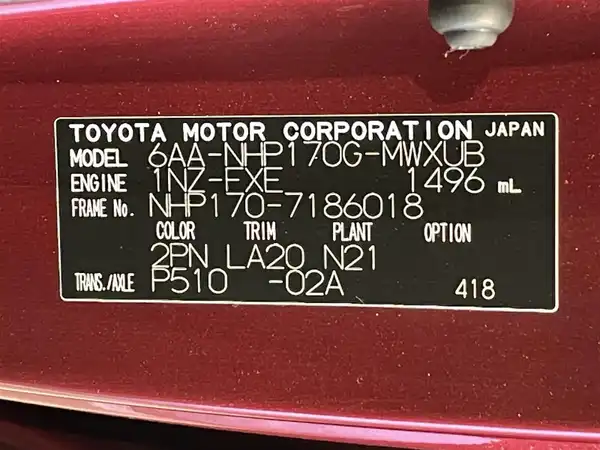 TOYOTA MOTOR CORPORATION JAPAN
MODEL 6AA-NHP170G-MWXUB
ENGINE 1NZ-EXE 1496 mL
FRAME No. NHP170-7186018
COLOR TRIM PLANT OPTION
2PN LA20 N21
TRANS./AXLE P510 -02A 418